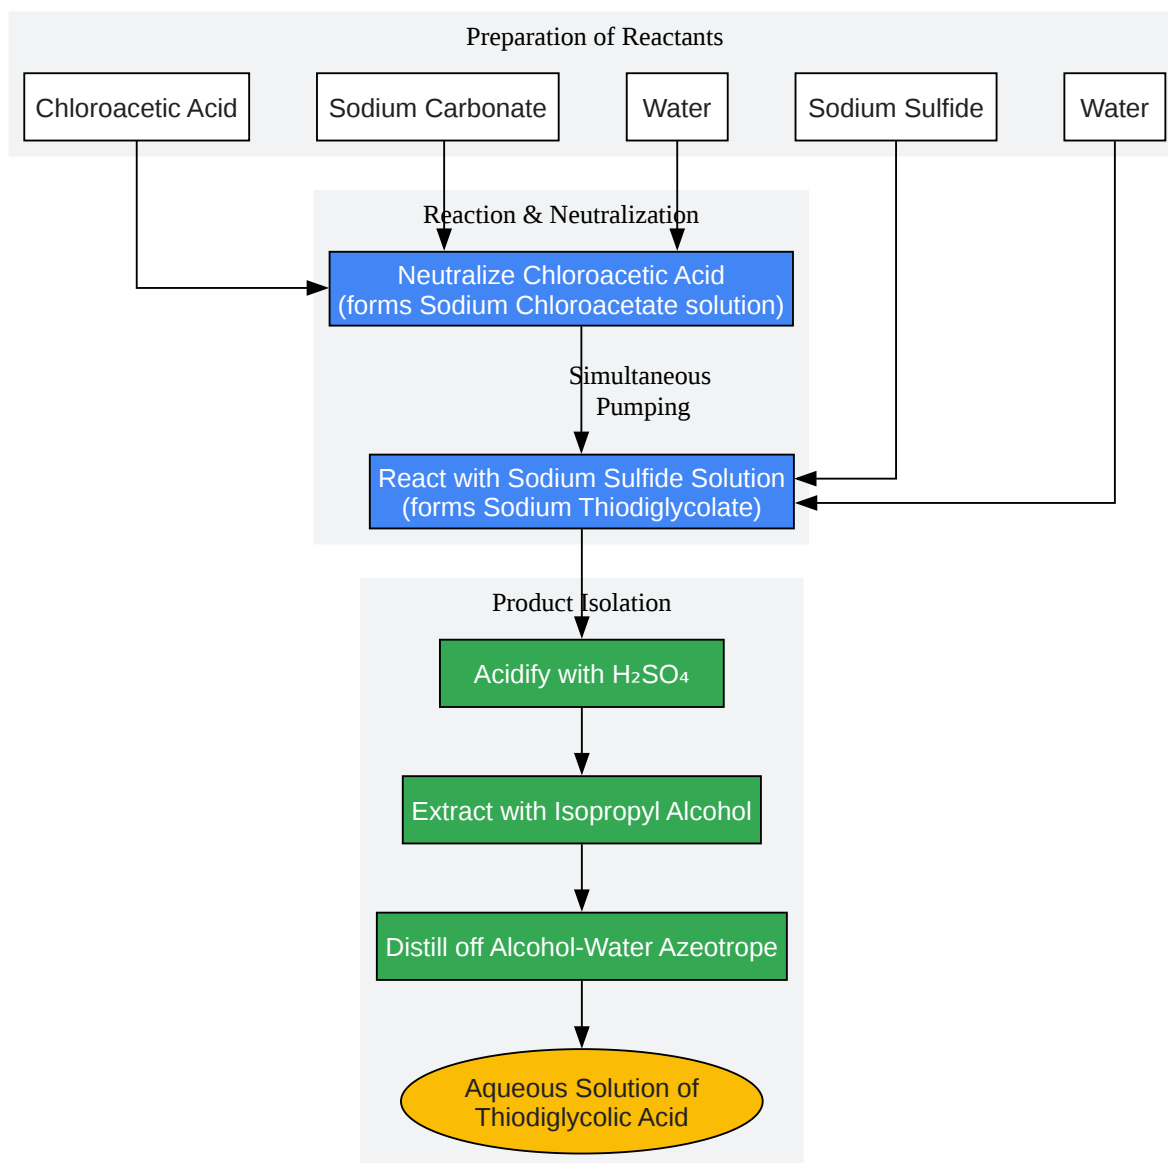 Preparation of Reactants
Chloroacetic Acid
Sodium Carbonate
Water
Sodium Sulfide
Water
Reaction & Neutralization
Neutralize Chloroacetic Acid
(forms Sodium Chloroacetate solution)
Simultaneous
Pumping
React with Sodium Sulfide Solution
(forms Sodium Thiodiglycolate)
Product Isolation
Acidify with H₂SO₄
Extract with Isopropyl Alcohol
Distill off Alcohol-Water Azeotrope
Aqueous Solution of
Thiodiglycolic Acid